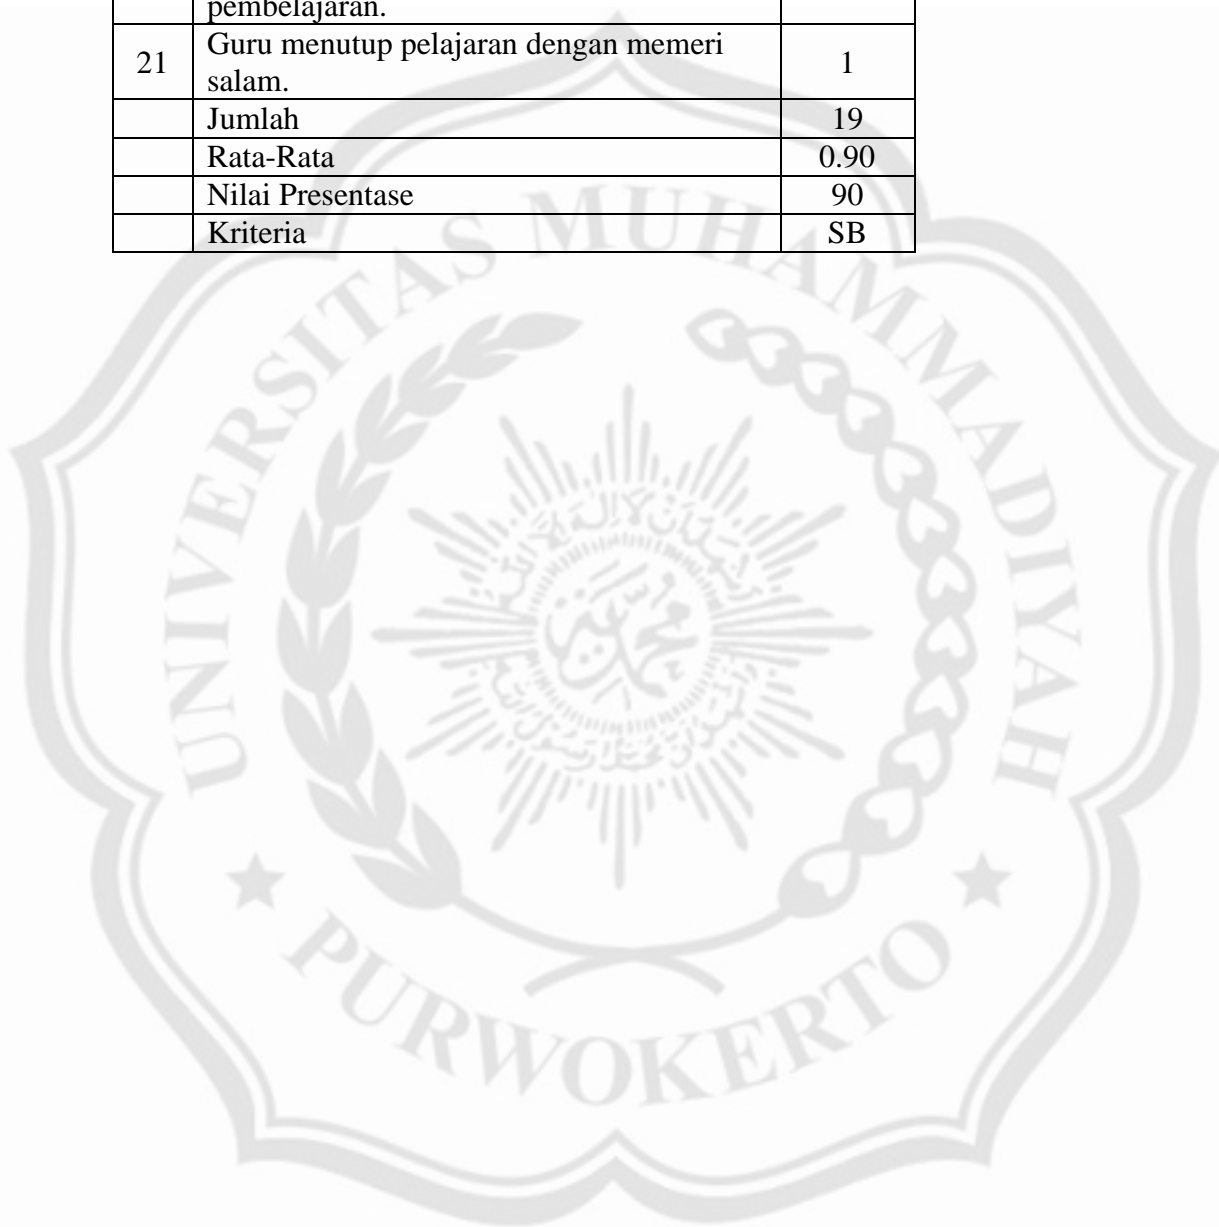 pembelajaran.
21 Guru menutup pelajaran dengan memeri
salam. 1
Jumlah 19
Rata-Rata 0.90
Nilai Presentase 90
Kriteria SB
UNIVERSITAS MUHAMMADIYAH
PURWOKERTO